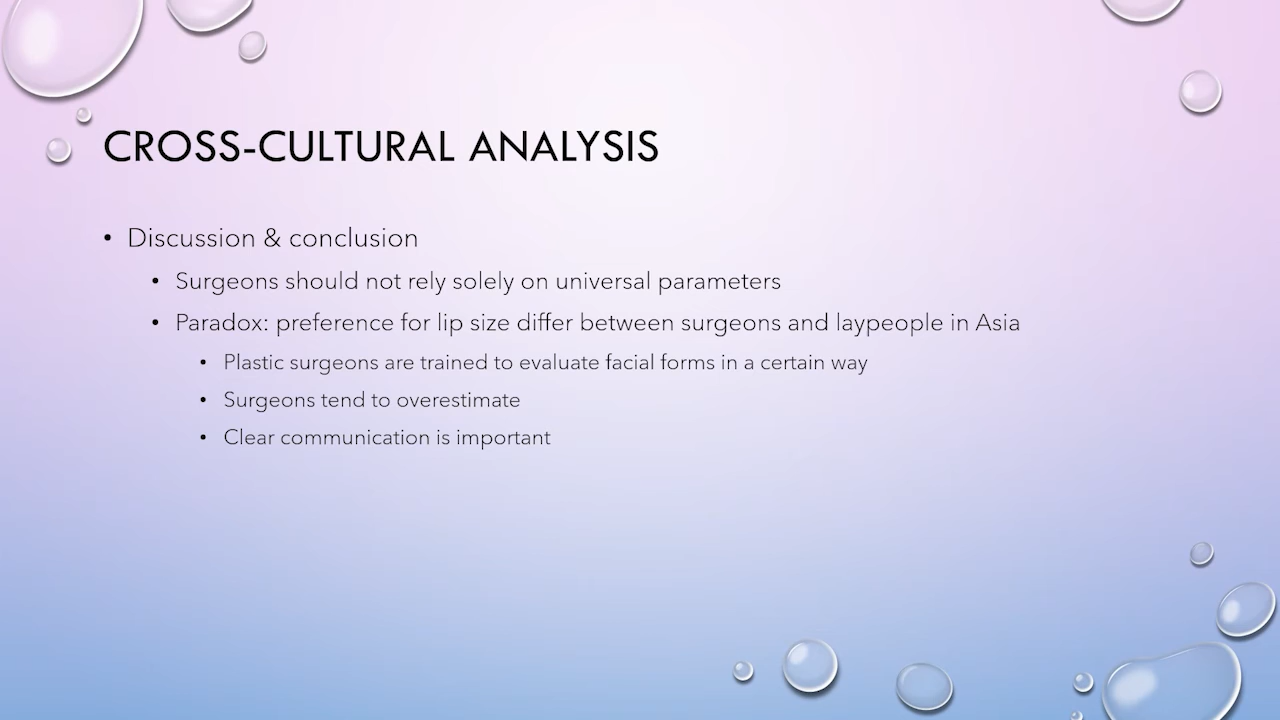 CROSS-CULTURAL ANALYSIS
• Discussion & conclusion
• Surgeons should not rely solely on universal parameters
• Paradox: preference for lip size differ between surgeons and laypeople in Asia
• Plastic surgeons are trained to evaluate facial forms in a certain way
• Surgeons tend to overestimate
• Clear communication is important